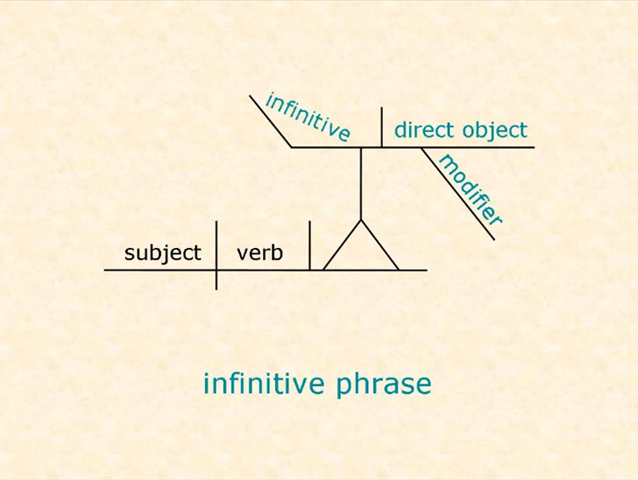 infinitive
direct object
modifier
subject
verb
infinitive phrase